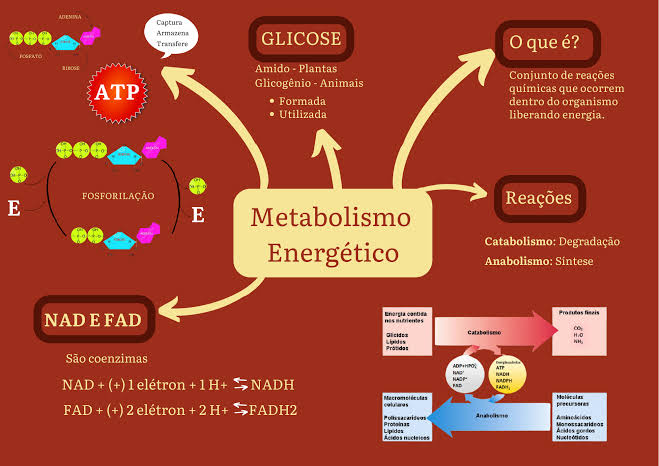 ADENINA
FOSFATO
RIBOSE
Captura
Armazena
Transfere
ATP
GLICOSE
Amido - Plantas
Glicogênio - Animais
Formada
Utilizada
O que é?
Conjunto de reações
químicas que ocorrem
dentro do organismo
liberando energia.
FOSFORILAÇÃO
E
E
Metabolismo
Energético
Reações
Catabolismo: Degradação
Anabolismo: Síntese
NAD E FAD
São coenzimas
NAD + (+) 1 elétron + 1 H+ NADH
FAD + (+) 2 elétron + 2 H+ FADH2
Energia contida
nos nutrientes
Glicídos
Lípidos
Prótidos
Catabolismo
Produtos finais
CO₂
H₂O
NH₃
ADP+HPO₄²⁻
NAD⁺
NADP⁺
FAD
ATP
NADH
NADPH
FADH₂
Macromoléculas
celulares
Polissacarídeos
Proteínas
Lípidos
Ácidos nucleicos
Anabolismo
Moléculas
precursoras
Aminoácidos
Monossacarídeos
Ácidos gordos
Nucleótidos